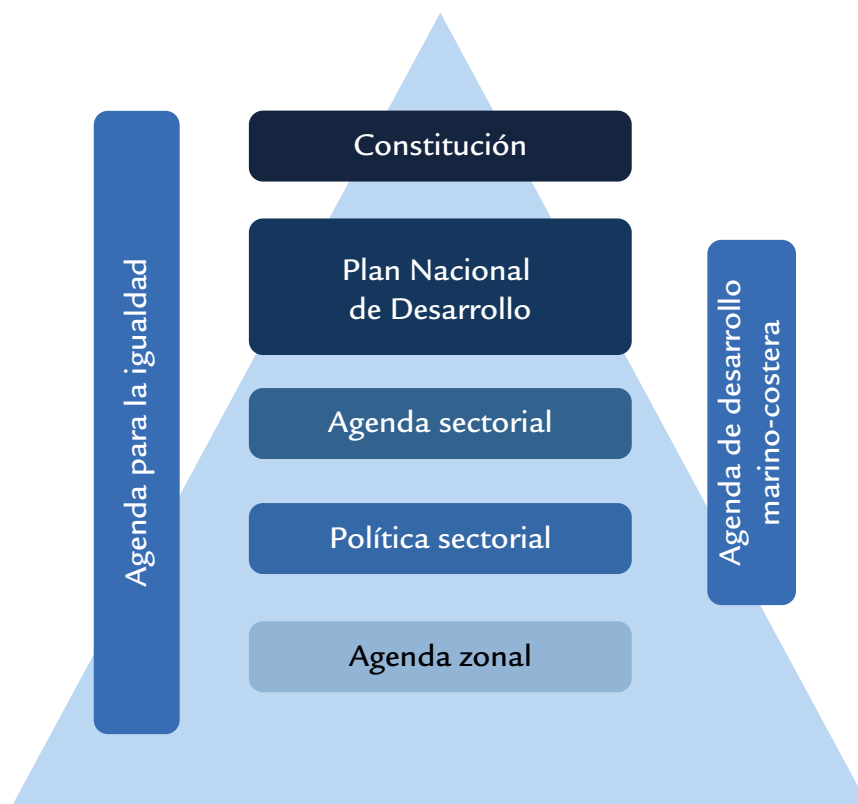 Constitución
Plan Nacional
de Desarrollo
Agenda sectorial
Política sectorial
Agenda zonal
Agenda para la igualdad
Agenda de desarrollo
marino-costera